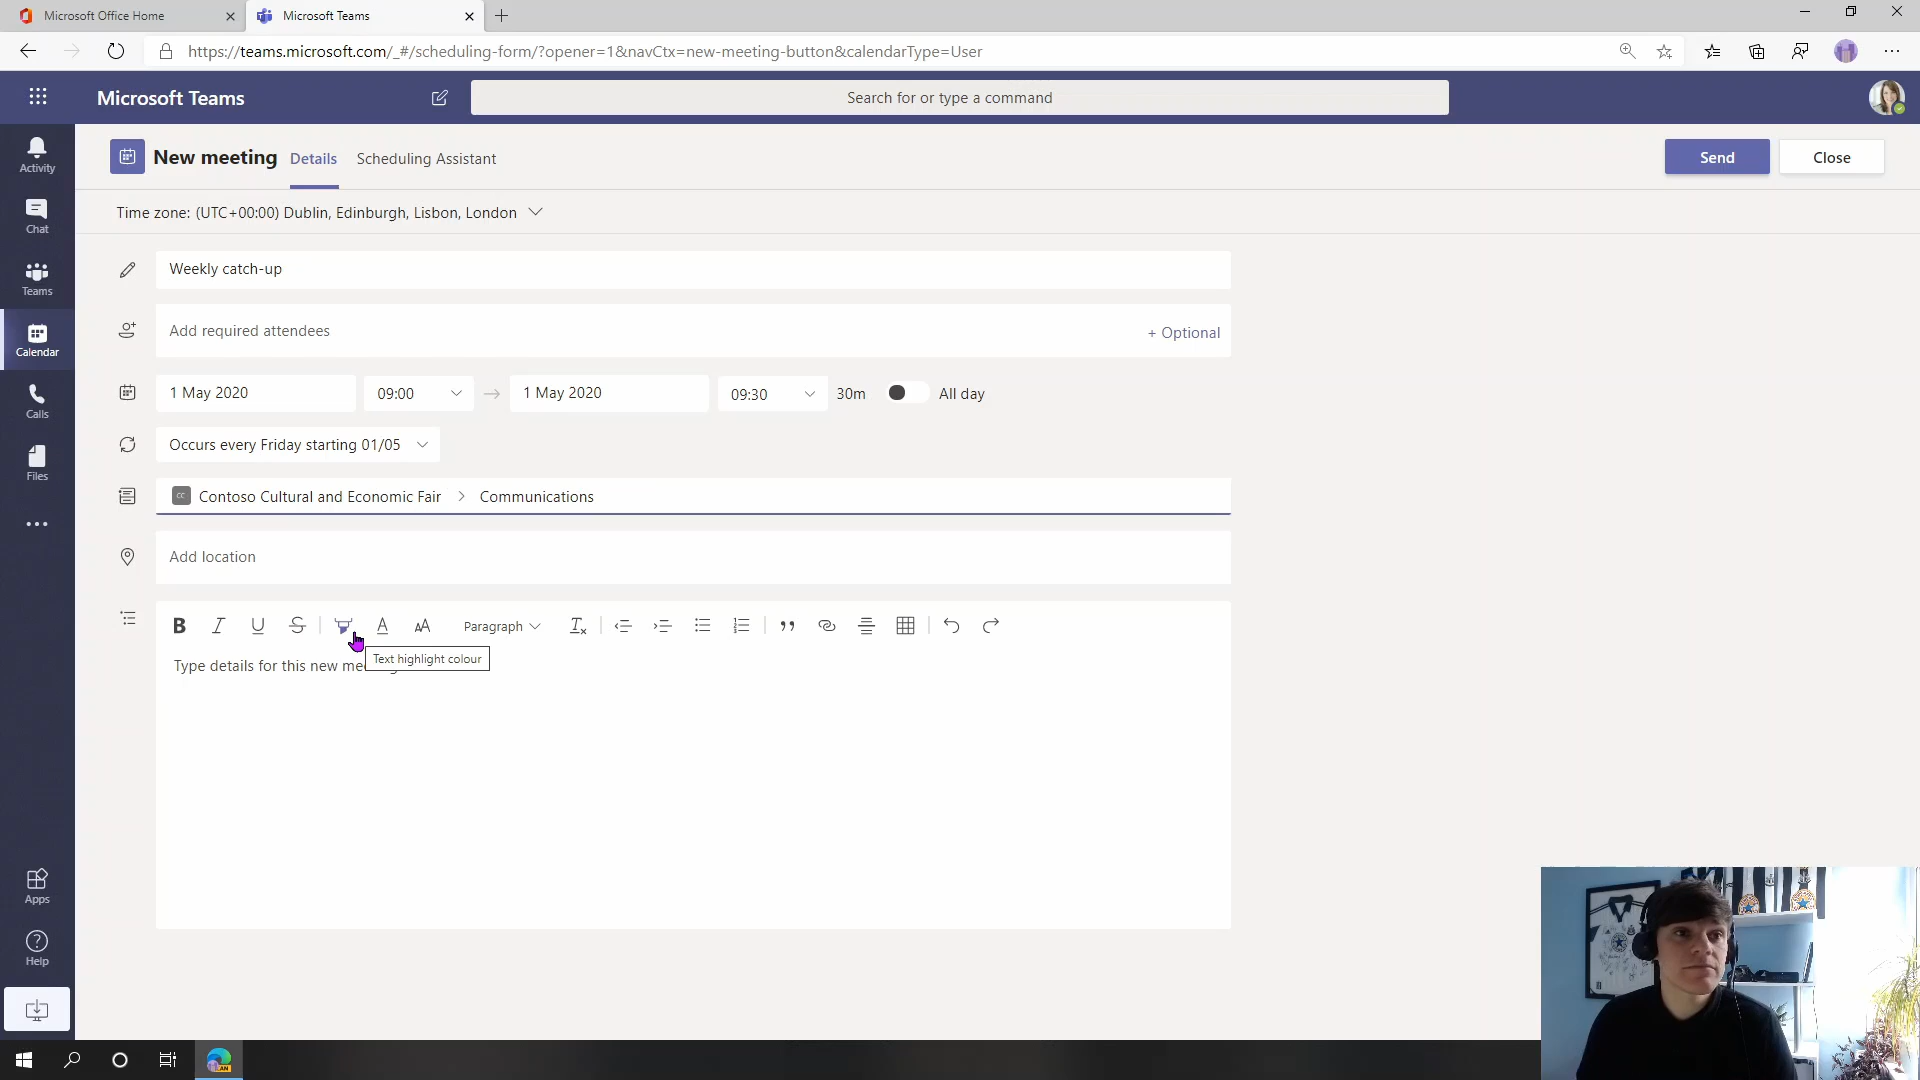 Microsoft Office Home
Microsoft Teams
https://teams.microsoft.com/_#/scheduling-form/?opener=1&navCtx=new-meeting-button&calendarType=User
Microsoft Teams
Search for or type a command
Activity
Chat
Teams
Calendar
Calls
Files
Apps
Help
New meeting
Details
Scheduling Assistant
Send
Close
Time zone: (UTC+00:00) Dublin, Edinburgh, Lisbon, London
Weekly catch-up
Add required attendees
+ Optional
1 May 2020
09:00
1 May 2020
09:30
30m
All day
Occurs every Friday starting 01/05
CC
Contoso Cultural and Economic Fair > Communications
Add location
Paragraph
Text highlight colour
Type details for this new